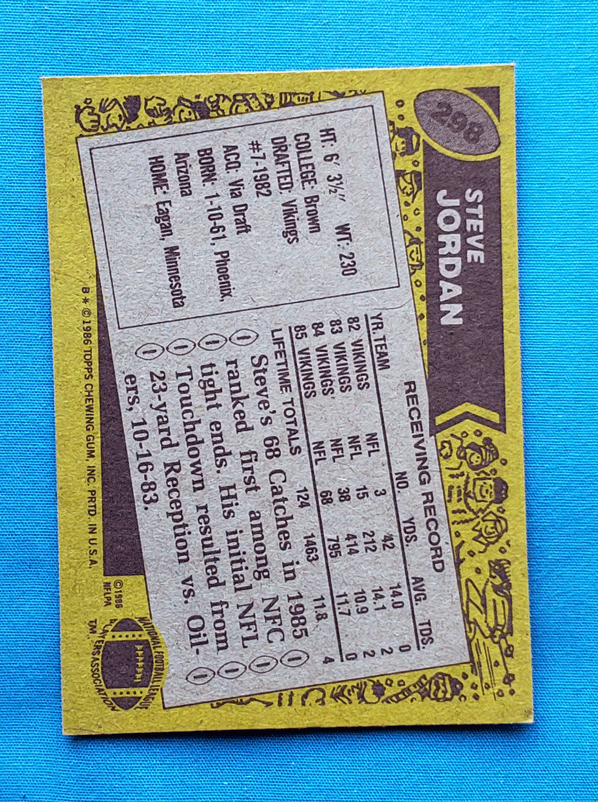 298
STEVE
JORDAN
HT: 6' 3½" WT: 230
COLLEGE: Brown
DRAFTED: Vikings
#7-1982
ACQ: Via Draft
BORN: 1-10-61, Phoenix,
Arizona
HOME: Eagan, Minnesota
RECEIVING RECORD
YR. TEAM NO. YDS. AVG. TDS.
82 VIKINGS NFL 3 42 14.0 0
83 VIKINGS NFL 15 212 14.1 2
84 VIKINGS NFL 38 414 10.9 2
85 VIKINGS NFL 68 795 11.7 0
LIFETIME TOTALS 124 1463 11.8 4
Steve's 68 Catches in 1985
ranked first among NFC
tight ends. His initial NFL
Touchdown resulted from
23-yard Reception vs. Oil-
ers, 10-16-83.
B * © 1986 TOPPS CHEWING GUM, INC. PRTD. IN U.S.A.
© 1986
NFLPA
TM
NATIONAL FOOTBALL LEAGUE
ASSOCIATION